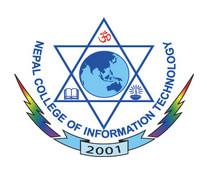 ॐ
NEPAL COLLEGE OF INFORMATION TECHNOLOGY
2001